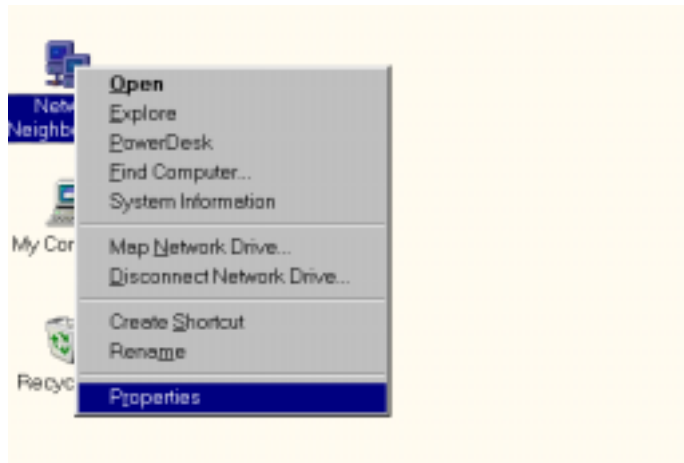 Open
Explore
PowerDesk
Find Computer...
System Information
Map Network Drive...
Disconnect Network Drive...
Create Shortcut
Rename
Properties
Netw
Neighb
My Com
Recyc